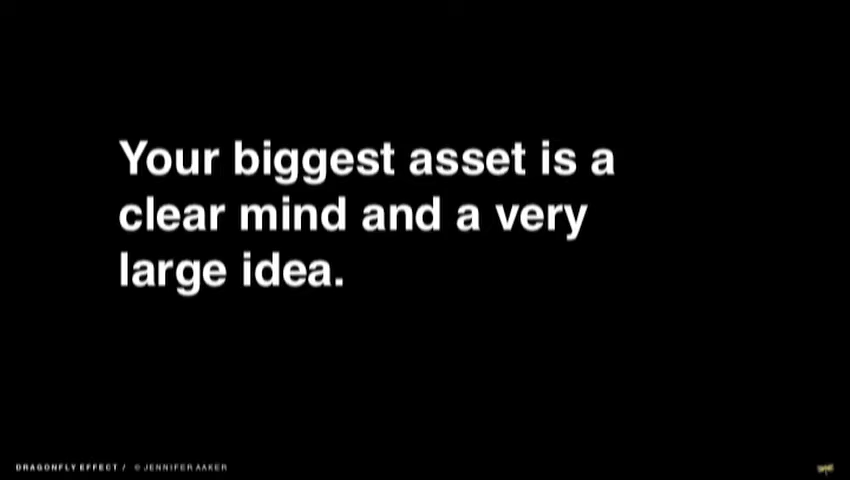 Your biggest asset is a
clear mind and a very
large idea.
DRAGONFLY EFFECT / © JENNIFER AAKER